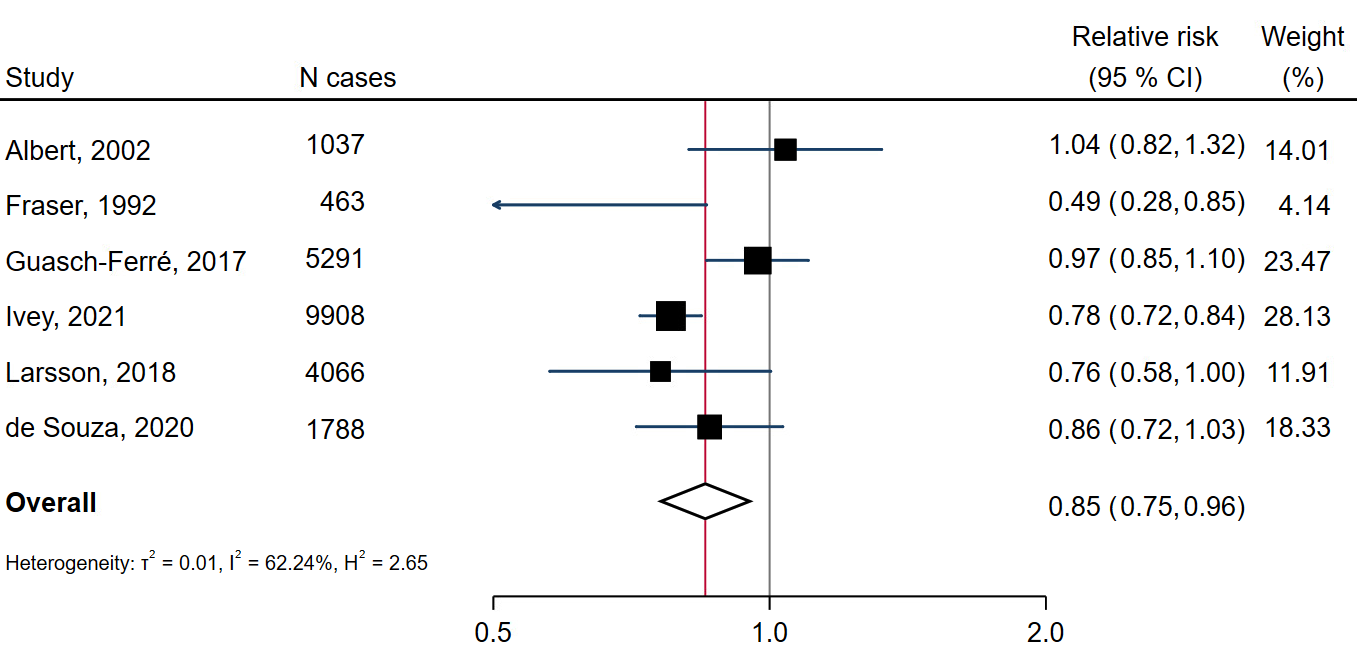 Relative risk Weight
Study N cases (95 % CI) (%)
Albert, 2002 1037 1.04 (0.82, 1.32) 14.01
Fraser, 1992 463 0.49 (0.28, 0.85) 4.14
Guasch-Ferré, 2017 5291 0.97 (0.85, 1.10) 23.47
Ivey, 2021 9908 0.78 (0.72, 0.84) 28.13
Larsson, 2018 4066 0.76 (0.58, 1.00) 11.91
de Souza, 2020 1788 0.86 (0.72, 1.03) 18.33
Overall 0.85 (0.75, 0.96)
Heterogeneity: τ² = 0.01, I² = 62.24%, H² = 2.65
0.5 1.0 2.0